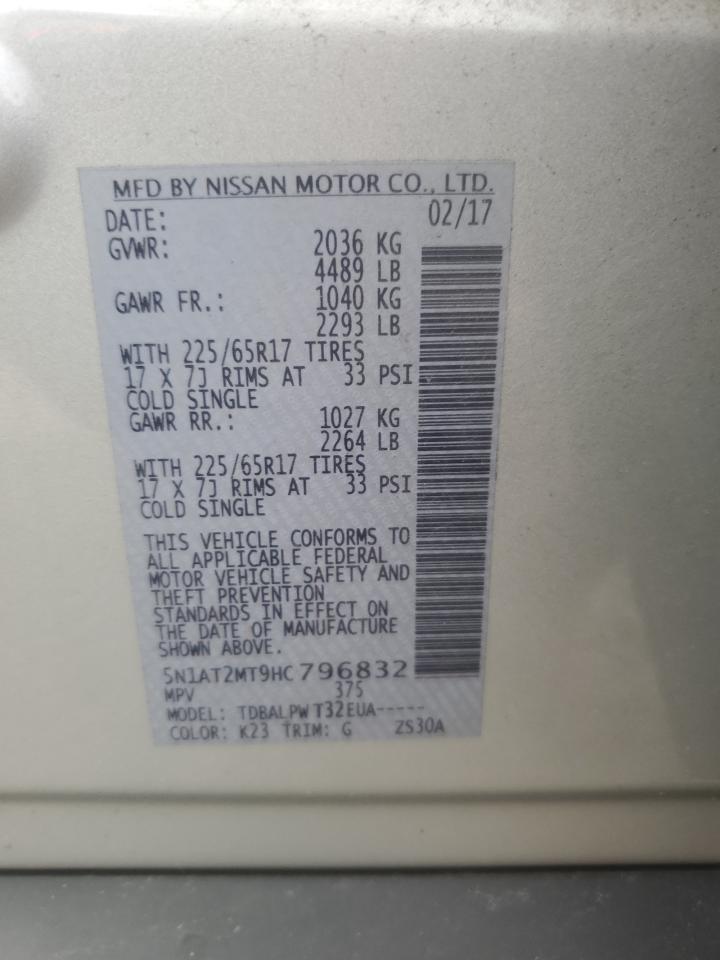 MFD BY NISSAN MOTOR CO., LTD.
DATE: 02/17
GVWR: 2036 KG
4489 LB
GAWR FR.: 1040 KG
2293 LB
WITH 225/65R17 TIRES
17 X 7J RIMS AT 33 PSI
COLD SINGLE
GAWR RR.: 1027 KG
2264 LB
WITH 225/65R17 TIRES
17 X 7J RIMS AT 33 PSI
COLD SINGLE
THIS VEHICLE CONFORMS TO
ALL APPLICABLE FEDERAL
MOTOR VEHICLE SAFETY AND
THEFT PREVENTION
STANDARDS IN EFFECT ON
THE DATE OF MANUFACTURE
SHOWN ABOVE.
5N1AT2MT9HC796832
MPV 375
MODEL: TDBALPWT32EUA-----
COLOR: K23 TRIM: G ZS30A